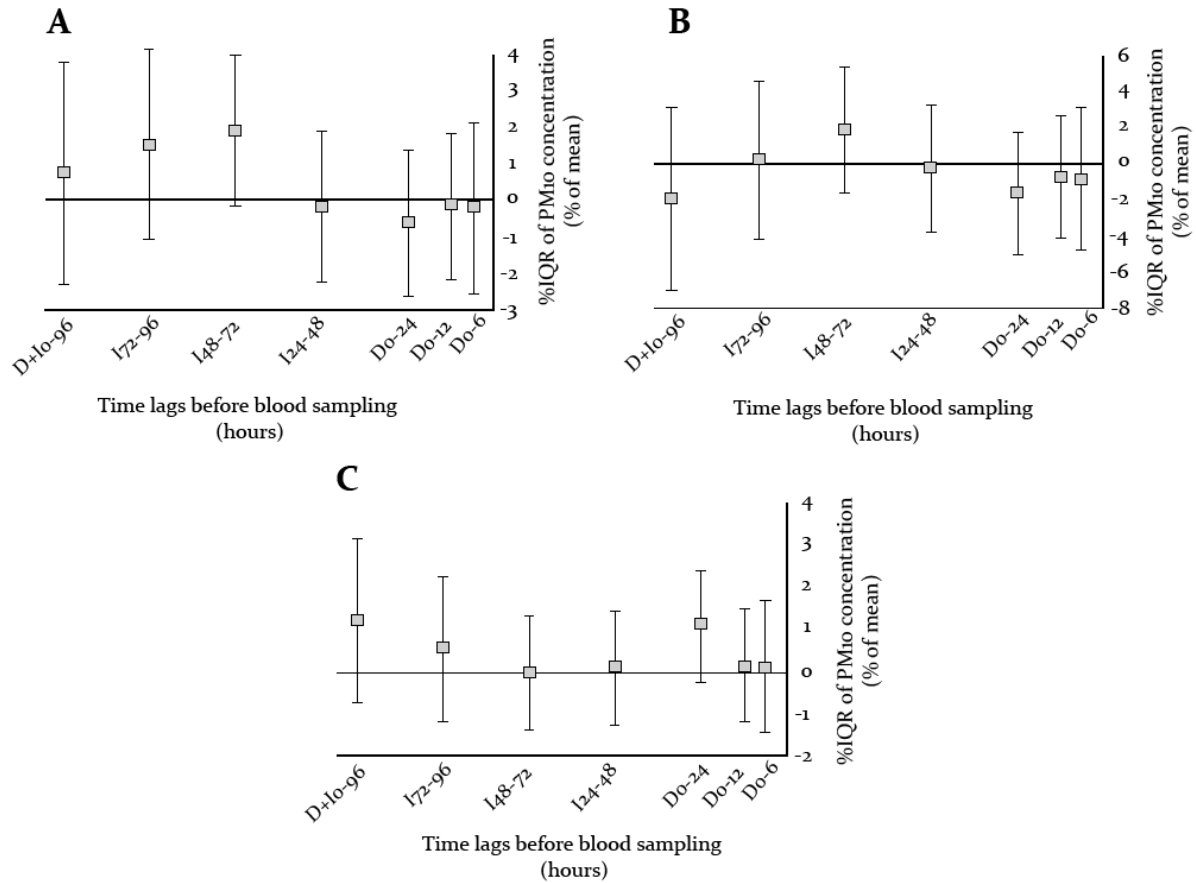 A
4
3
2
1
0
-1
-2
-3
%IQR of PM10 concentration
(% of mean)
D+I0-96
I72-96
I48-72
I24-48
D0-24
D0-12
D0-6
Time lags before blood sampling
(hours)
B
6
4
2
0
-2
-4
-6
-8
%IQR of PM10 concentration
(% of mean)
D+I0-96
I72-96
I48-72
I24-48
D0-24
D0-12
D0-6
Time lags before blood sampling
(hours)
C
4
3
2
1
0
-1
-2
%IQR of PM10 concentration
(% of mean)
D+I0-96
I72-96
I48-72
I24-48
D0-24
D0-12
D0-6
Time lags before blood sampling
(hours)